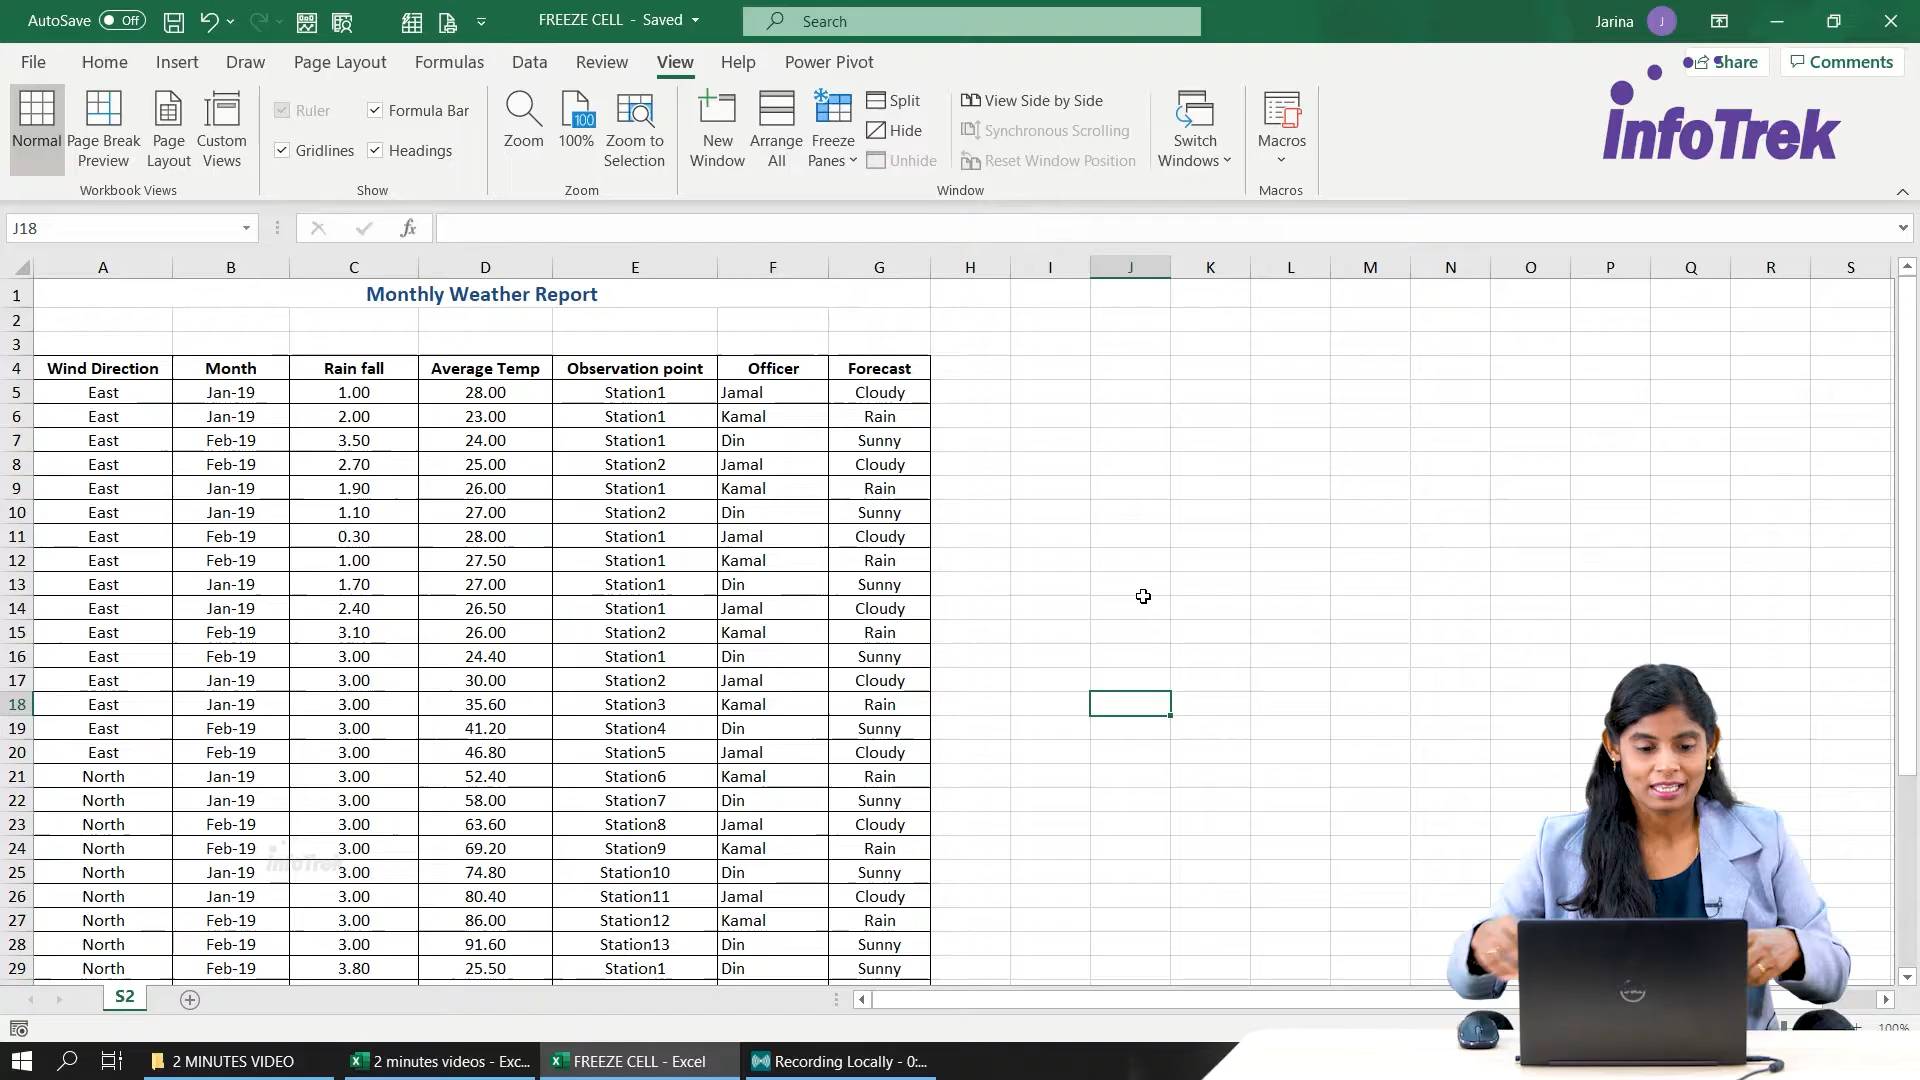 AutoSave Off FREEZE CELL - Saved Search Jarina J
File Home Insert Draw Page Layout Formulas Data Review View Help Power Pivot Share Comments
infoTrek
Normal Page Break Preview Page Layout Custom Views
Workbook Views
Ruler Formula Bar
Gridlines Headings
Show
Zoom 100 100% Zoom to Selection
Zoom
New Window Arrange All Freeze Panes
Split
Hide
Unhide
View Side by Side
Synchronous Scrolling
Reset Window Position
Switch Windows
Window
Macros
Macros
J18 fx
A B C D E F G H I J K L M N O P Q R S
1 Monthly Weather Report
2
3
4 Wind Direction Month Rain fall Average Temp Observation point Officer Forecast
5 East Jan-19 1.00 28.00 Station1 Jamal Cloudy
6 East Jan-19 2.00 23.00 Station1 Kamal Rain
7 East Feb-19 3.50 24.00 Station1 Din Sunny
8 East Feb-19 2.70 25.00 Station2 Jamal Cloudy
9 East Jan-19 1.90 26.00 Station1 Kamal Rain
10 East Jan-19 1.10 27.00 Station2 Din Sunny
11 East Feb-19 0.30 28.00 Station1 Jamal Cloudy
12 East Feb-19 1.00 27.50 Station1 Kamal Rain
13 East Jan-19 1.70 27.00 Station1 Din Sunny
14 East Jan-19 2.40 26.50 Station1 Jamal Cloudy
15 East Feb-19 3.10 26.00 Station2 Kamal Rain
16 East Feb-19 3.00 24.40 Station1 Din Sunny
17 East Jan-19 3.00 30.00 Station2 Jamal Cloudy
18 East Jan-19 3.00 35.60 Station3 Kamal Rain
19 East Feb-19 3.00 41.20 Station4 Din Sunny
20 East Feb-19 3.00 46.80 Station5 Jamal Cloudy
21 North Jan-19 3.00 52.40 Station6 Kamal Rain
22 North Jan-19 3.00 58.00 Station7 Din Sunny
23 North Feb-19 3.00 63.60 Station8 Jamal Cloudy
24 North Feb-19 3.00 69.20 Station9 Kamal Rain
25 North Jan-19 3.00 74.80 Station10 Din Sunny
26 North Jan-19 3.00 80.40 Station11 Jamal Cloudy
27 North Feb-19 3.00 86.00 Station12 Kamal Rain
28 North Feb-19 3.00 91.60 Station13 Din Sunny
29 North Feb-19 3.80 25.50 Station1 Din Sunny
infoTrek
S2
100%
2 MINUTES VIDEO 2 minutes videos - Exc... FREEZE CELL - Excel Recording Locally - 0:...
DELL